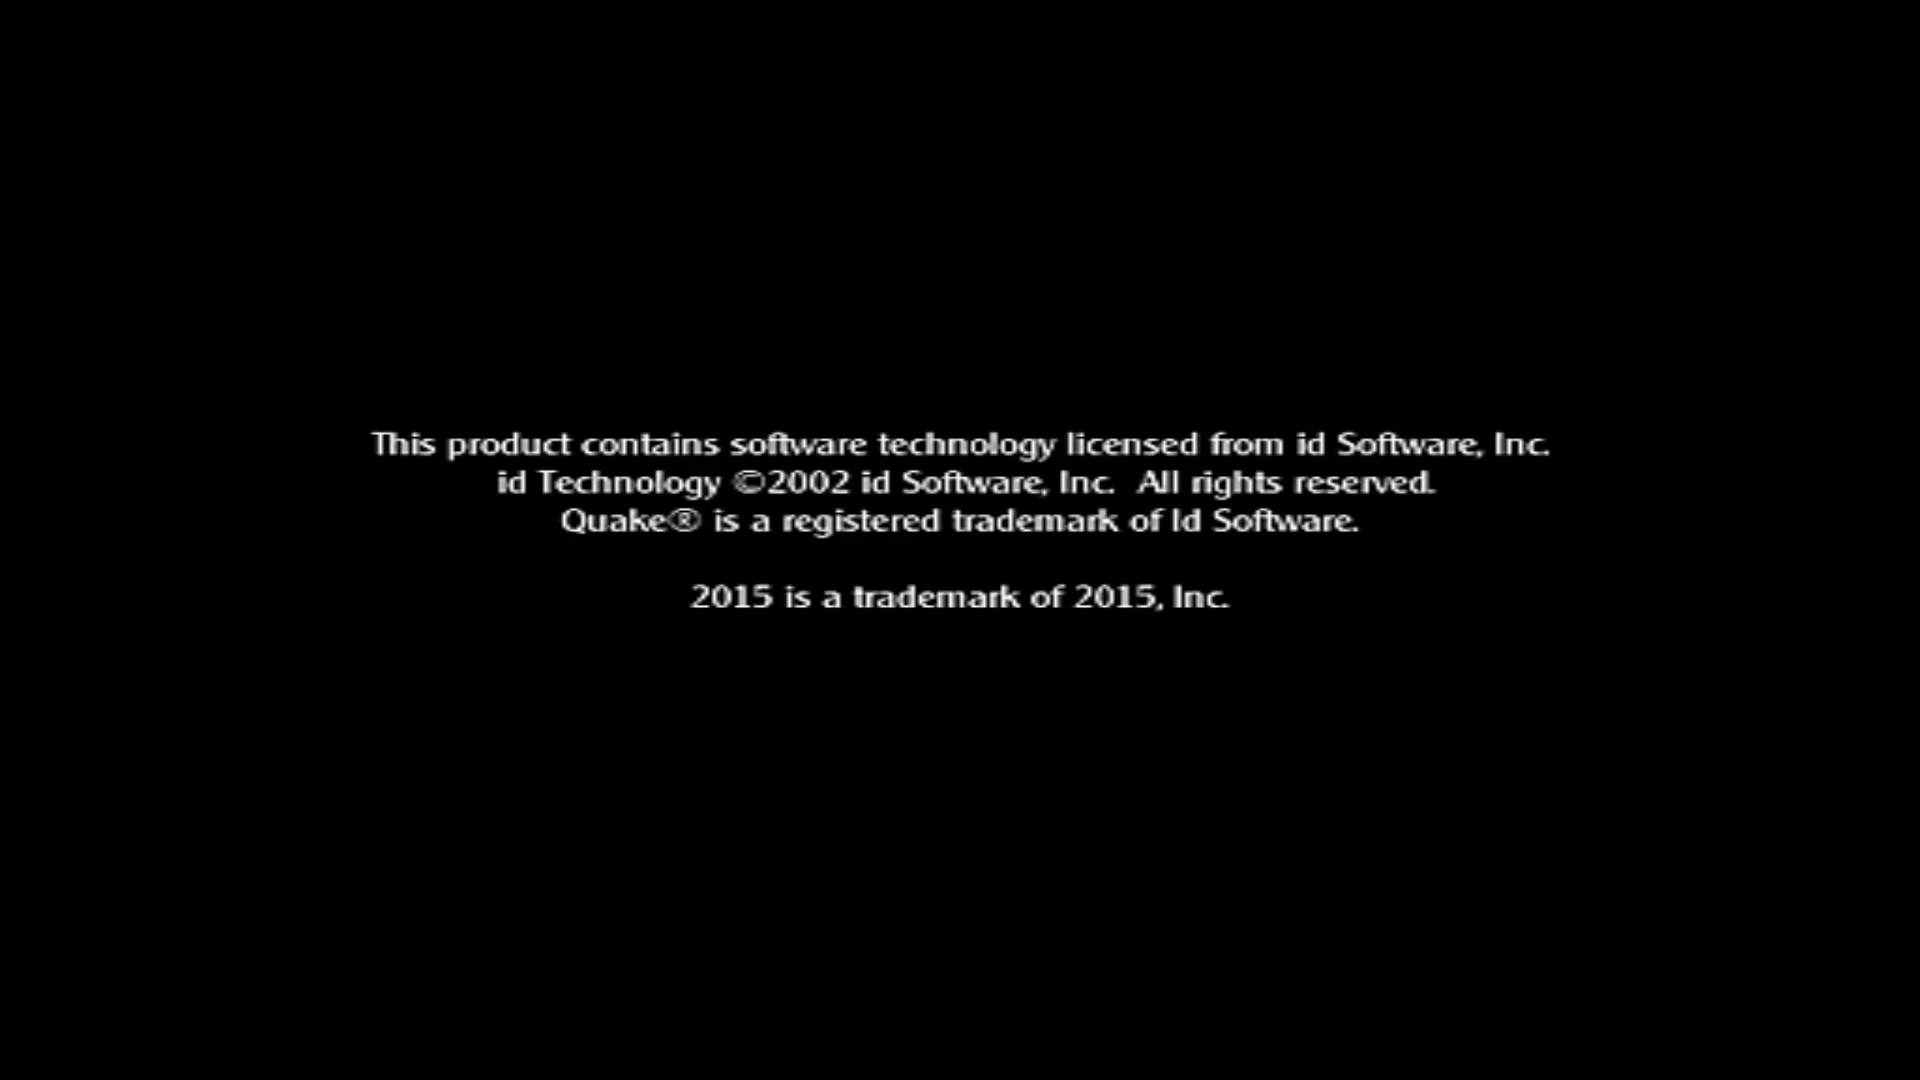 This product contains software technology licensed from id Software, Inc.
id Technology ©2002 id Software, Inc.  All rights reserved.
Quake® is a registered trademark of Id Software.
2015 is a trademark of 2015, Inc.